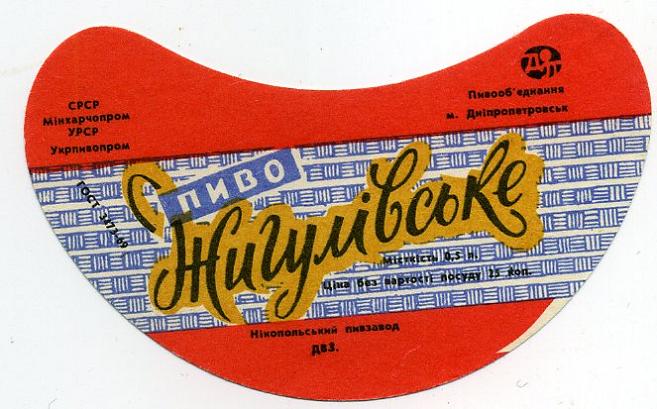 СРСР
Мінхарчопром
УРСР
Укрпивопром
Пивооб'єднання
м. Дніпропетровськ
ГОСТ 3473-69
ПИВО
Жигулівське
Місткість 0,5 л.
Ціна без вартості посуду 25 коп.
Нікопольський пивзавод
ДВЗ.